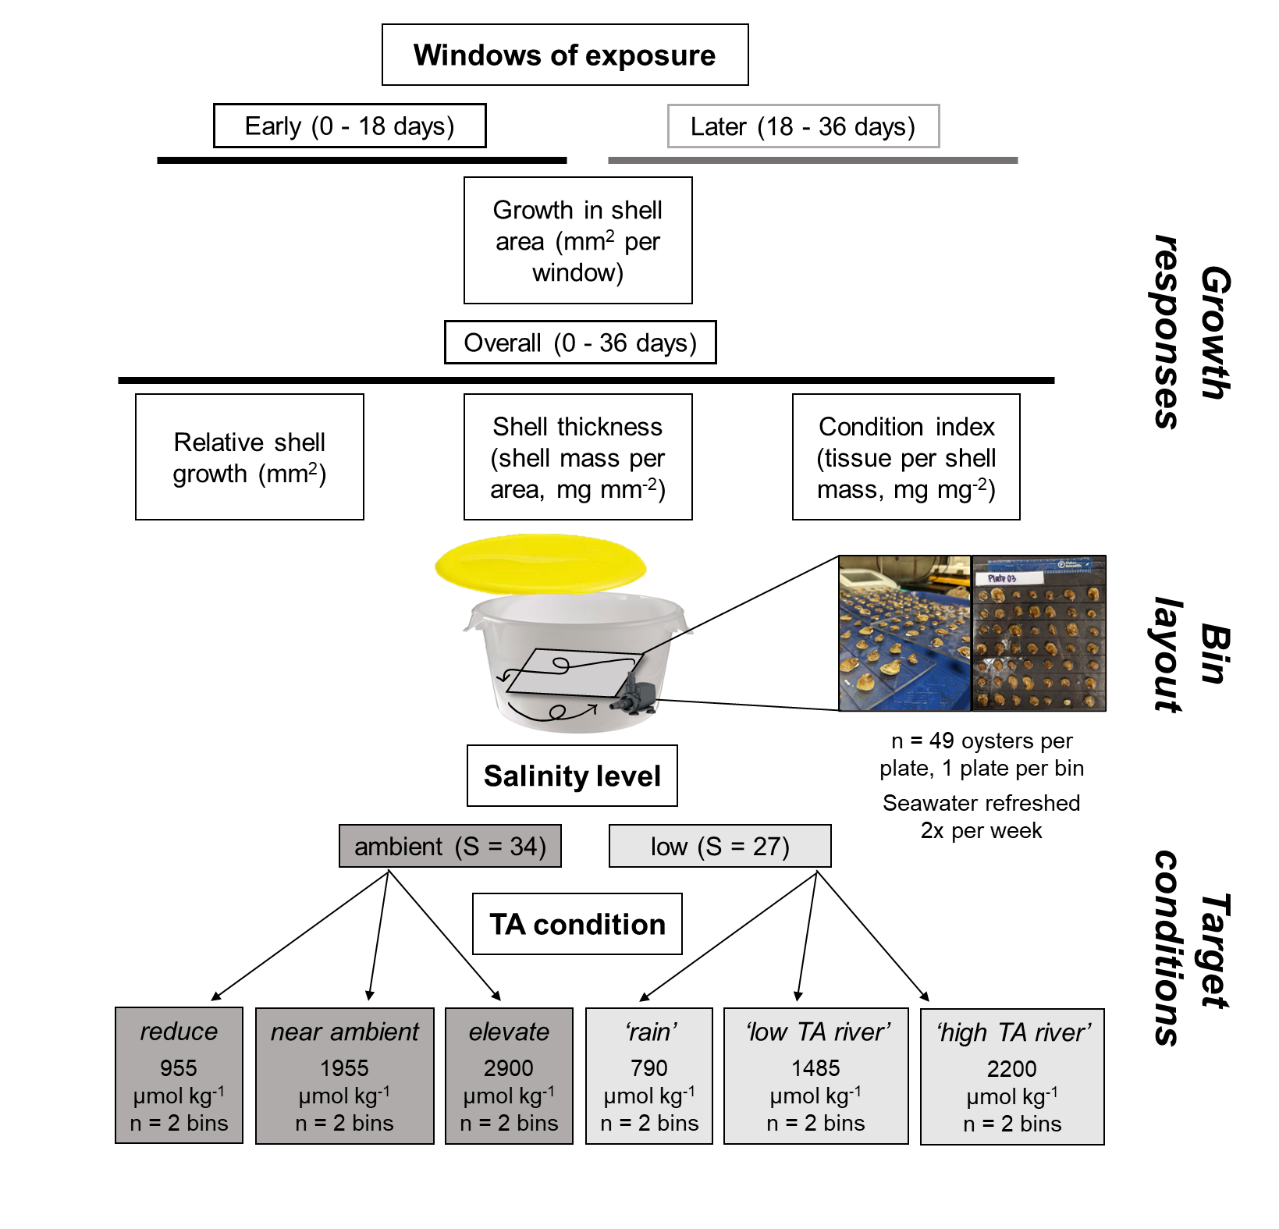 Windows of exposure
Early (0 - 18 days)
Later (18 - 36 days)
Growth in shell
area (mm² per
window)
Overall (0 - 36 days)
Growth
responses
Relative shell
growth (mm²)
Shell thickness
(shell mass per
area, mg mm⁻²)
Condition index
(tissue per shell
mass, mg mg⁻²)
Plate 03
Bin
layout
n = 49 oysters per
plate, 1 plate per bin
Seawater refreshed
2x per week
Salinity level
ambient (S = 34)
low (S = 27)
TA condition
Target
conditions
reduce
955
µmol kg⁻¹
n = 2 bins
near ambient
1955
µmol kg⁻¹
n = 2 bins
elevate
2900
µmol kg⁻¹
n = 2 bins
‘rain’
790
µmol kg⁻¹
n = 2 bins
‘low TA river’
1485
µmol kg⁻¹
n = 2 bins
‘high TA river’
2200
µmol kg⁻¹
n = 2 bins